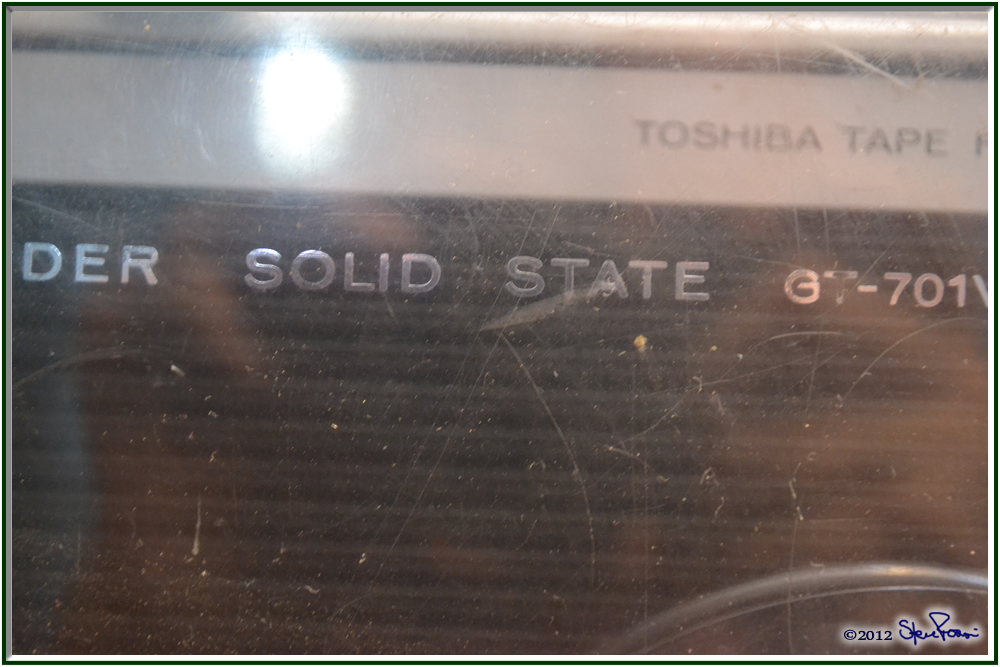 TOSHIBA TAPE R
DER SOLID STATE GT-701V
©2012